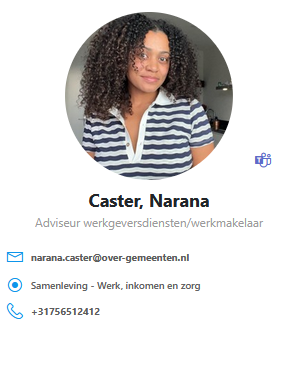 Caster, Narana
Adviseur werkgeversdiensten/werkmakelaar
narana.caster@over-gemeenten.nl
Samenleving - Werk, inkomen en zorg
+31756512412